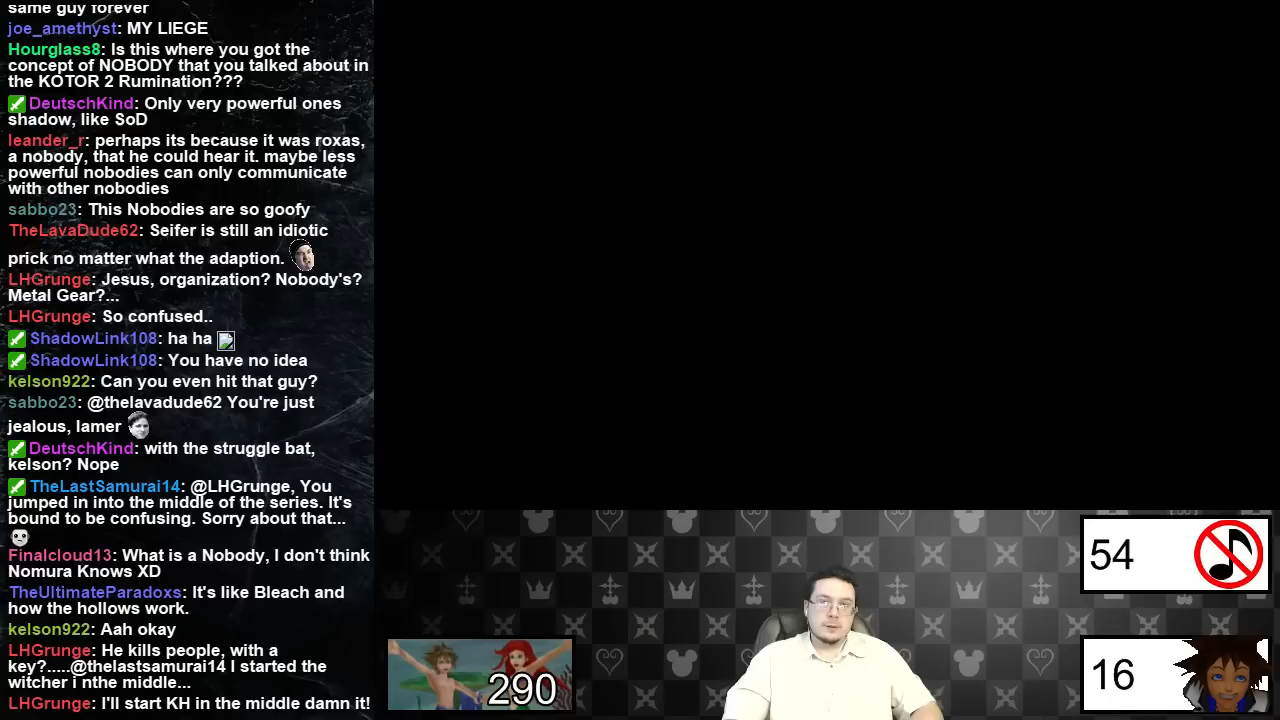 same guy forever
joe_amethyst: MY LIEGE
Hourglass8: Is this where you got the
concept of NOBODY that you talked about in
the KOTOR 2 Rumination???
DeutschKind: Only very powerful ones
shadow, like SoD
leander_r: perhaps its because it was roxas,
a nobody, that he could hear it. maybe less
powerful nobodies can only communicate
with other nobodies
sabbo23: This Nobodies are so goofy
TheLavaDude62: Seifer is still an idiotic
prick no matter what the adaption.
LHGrunge: Jesus, organization? Nobody's?
Metal Gear?...
LHGrunge: So confused..
ShadowLink108: ha ha
ShadowLink108: You have no idea
kelson922: Can you even hit that guy?
sabbo23: @thelavadude62 You're just
jealous, lamer
DeutschKind: with the struggle bat,
kelson? Nope
TheLastSamurai14: @LHGrunge, You
jumped in into the middle of the series. It's
bound to be confusing. Sorry about that...
Finalcloud13: What is a Nobody, I don't think
Nomura Knows XD
TheUltimateParadoxs: It's like Bleach and
how the hollows work.
kelson922: Aah okay
LHGrunge: He kills people, with a
key?.....@thelastsamurai14 I started the
witcher i nthe middle...
LHGrunge: I'll start KH in the middle damn it!
54
290
16